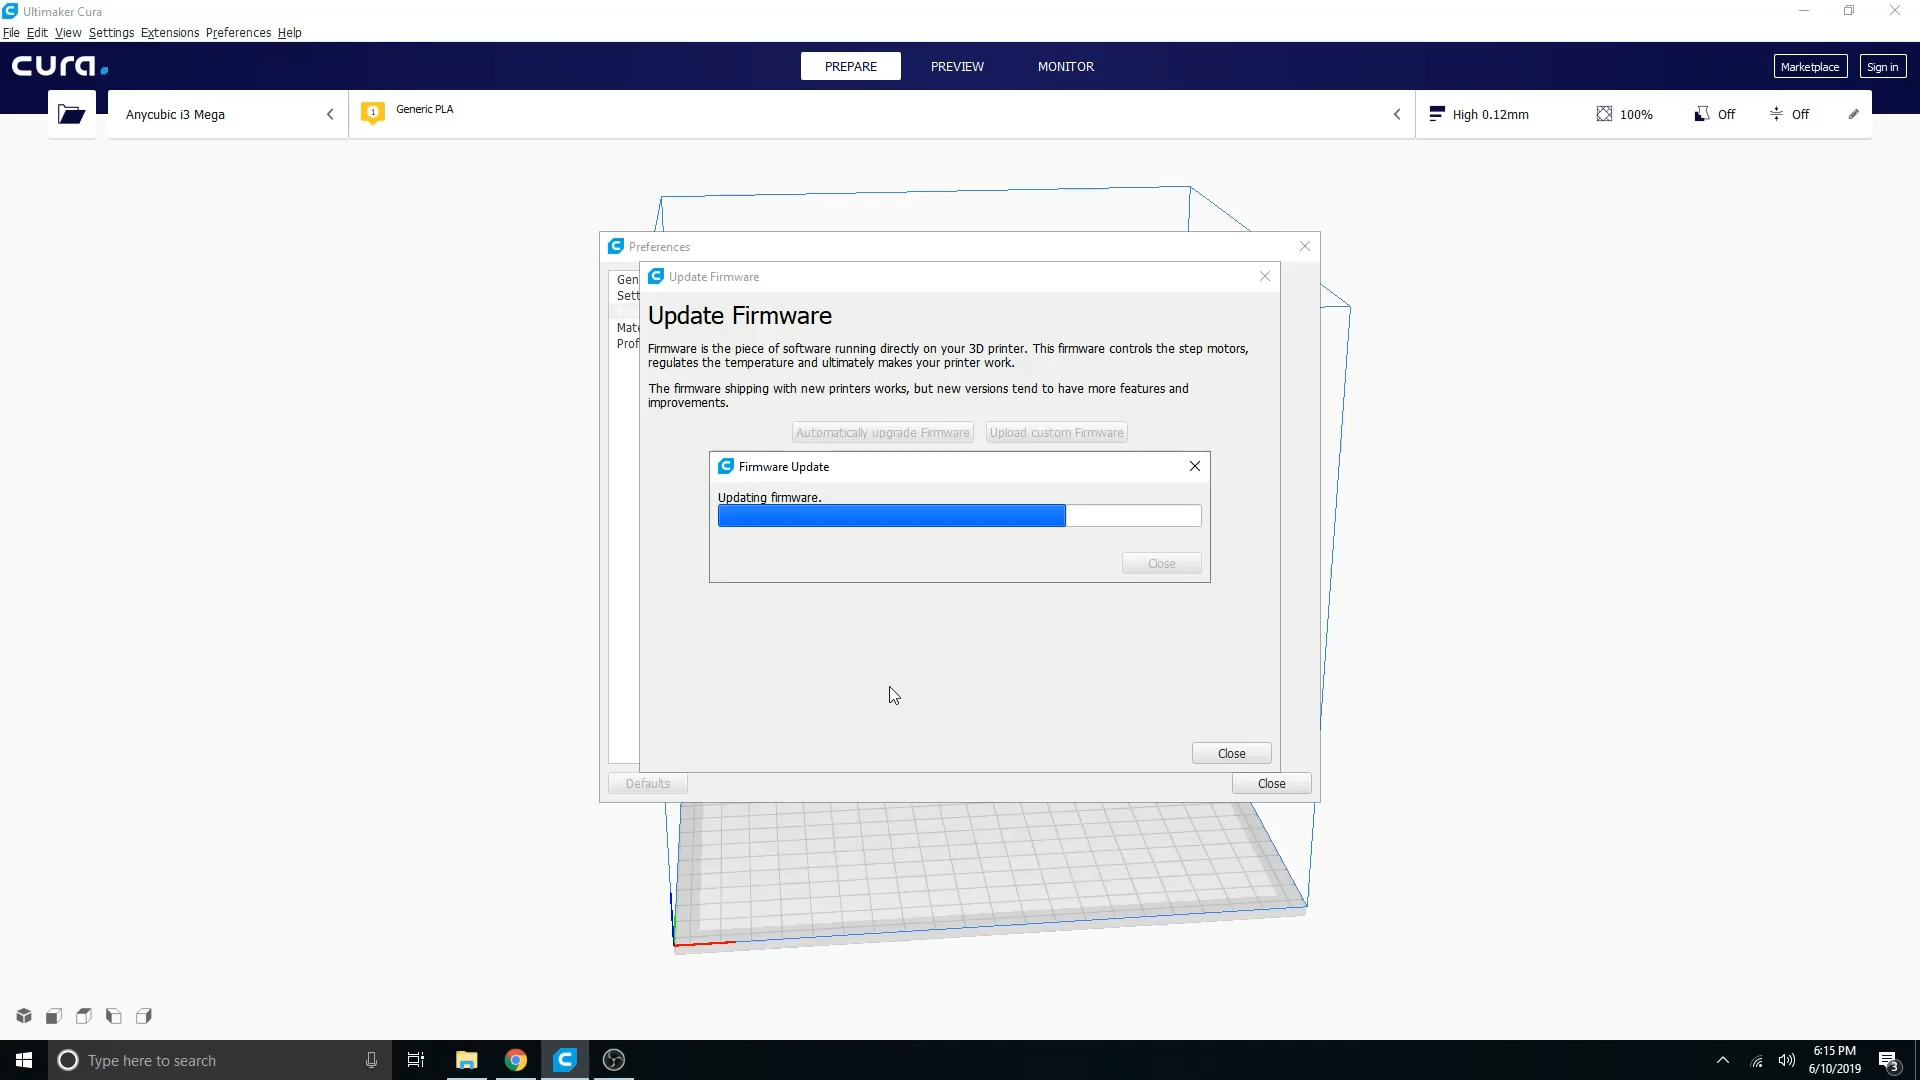 Ultimaker Cura
File Edit View Settings Extensions Preferences Help
cura.
PREPARE PREVIEW MONITOR
Marketplace Sign in
Anycubic i3 Mega
1 Generic PLA
High 0.12mm 100% Off Off
Preferences
Gen
Update Firmware
Sett
Update Firmware
Mate
Prof
Firmware is the piece of software running directly on your 3D printer. This firmware controls the step motors,
regulates the temperature and ultimately makes your printer work.
The firmware shipping with new printers works, but new versions tend to have more features and
improvements.
Automatically upgrade Firmware Upload custom Firmware
Firmware Update
Updating firmware.
Close
Close
Defaults Close
Type here to search
6:15 PM
6/10/2019
3